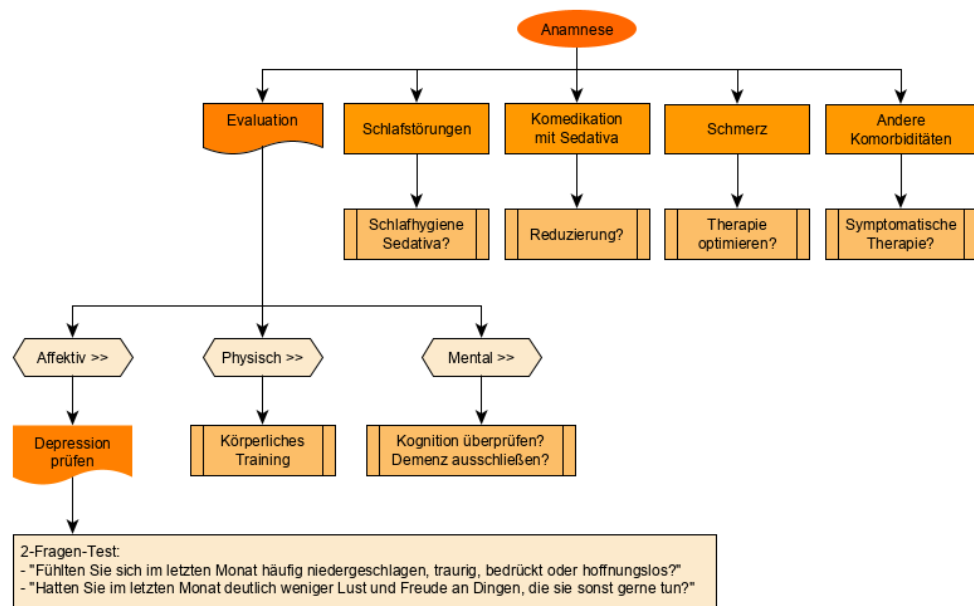 Anamnese
Evaluation
Schlafstörungen
Komedikation
mit Sedativa
Schmerz
Andere
Komorbiditäten
Schlafhygiene
Sedativa?
Reduzierung?
Therapie
optimieren?
Symptomatische
Therapie?
Affektiv >>
Physisch >>
Mental >>
Depression
prüfen
Körperliches
Training
Kognition überprüfen?
Demenz ausschließen?
2-Fragen-Test:
- "Fühlten Sie sich im letzten Monat häufig niedergeschlagen, traurig, bedrückt oder hoffnungslos?"
- "Hatten Sie im letzten Monat deutlich weniger Lust und Freude an Dingen, die sie sonst gerne tun?"